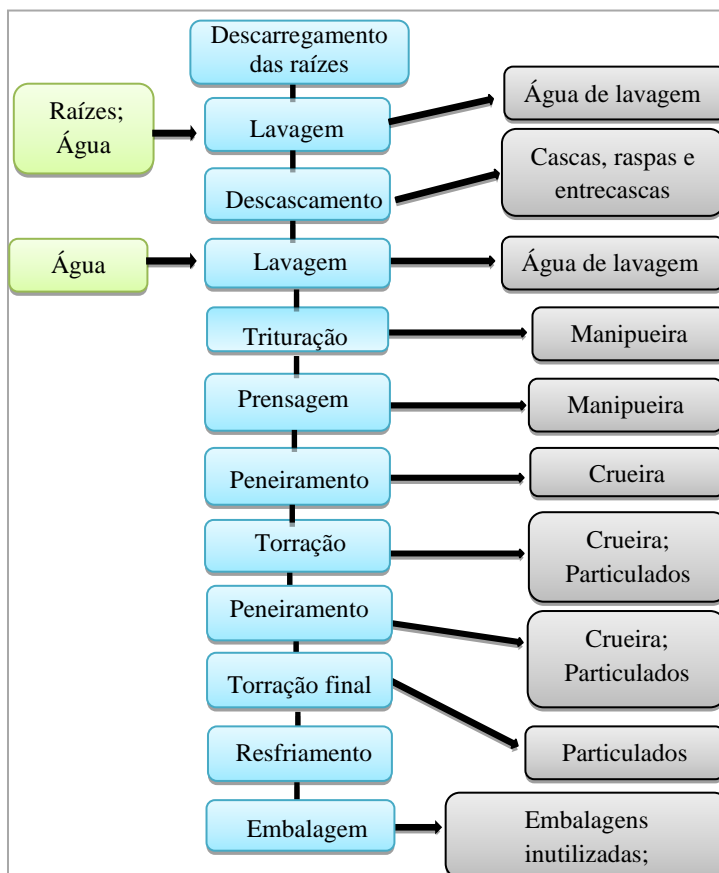 Descarregamento
das raízes
Raízes;
Água
Lavagem
Água de lavagem
Descascamento
Cascas, raspas e
entrecascas
Água
Lavagem
Água de lavagem
Trituração
Manipueira
Prensagem
Manipueira
Peneiramento
Crueira
Torração
Crueira;
Particulados
Peneiramento
Crueira;
Particulados
Torração final
Particulados
Resfriamento
Embalagem
Embalagens
inutilizadas;